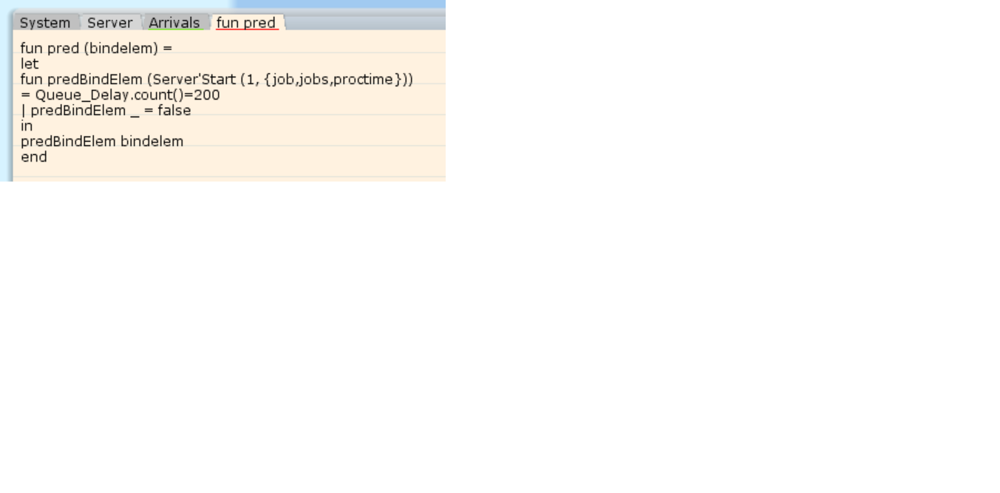 System Server Arrivals fun pred
fun pred (bindelem) =
let
fun predBindElem (Server'Start (1, {job,jobs,proctime}))
= Queue_Delay.count()=200
| predBindElem _ = false
in
predBindElem bindelem
end